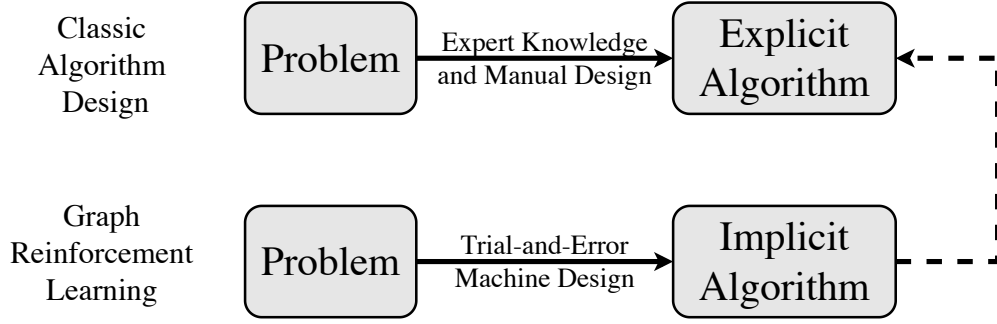 Classic
Algorithm
Design
Problem
Expert Knowledge
and Manual Design
Explicit
Algorithm
Graph
Reinforcement
Learning
Problem
Trial-and-Error
Machine Design
Implicit
Algorithm